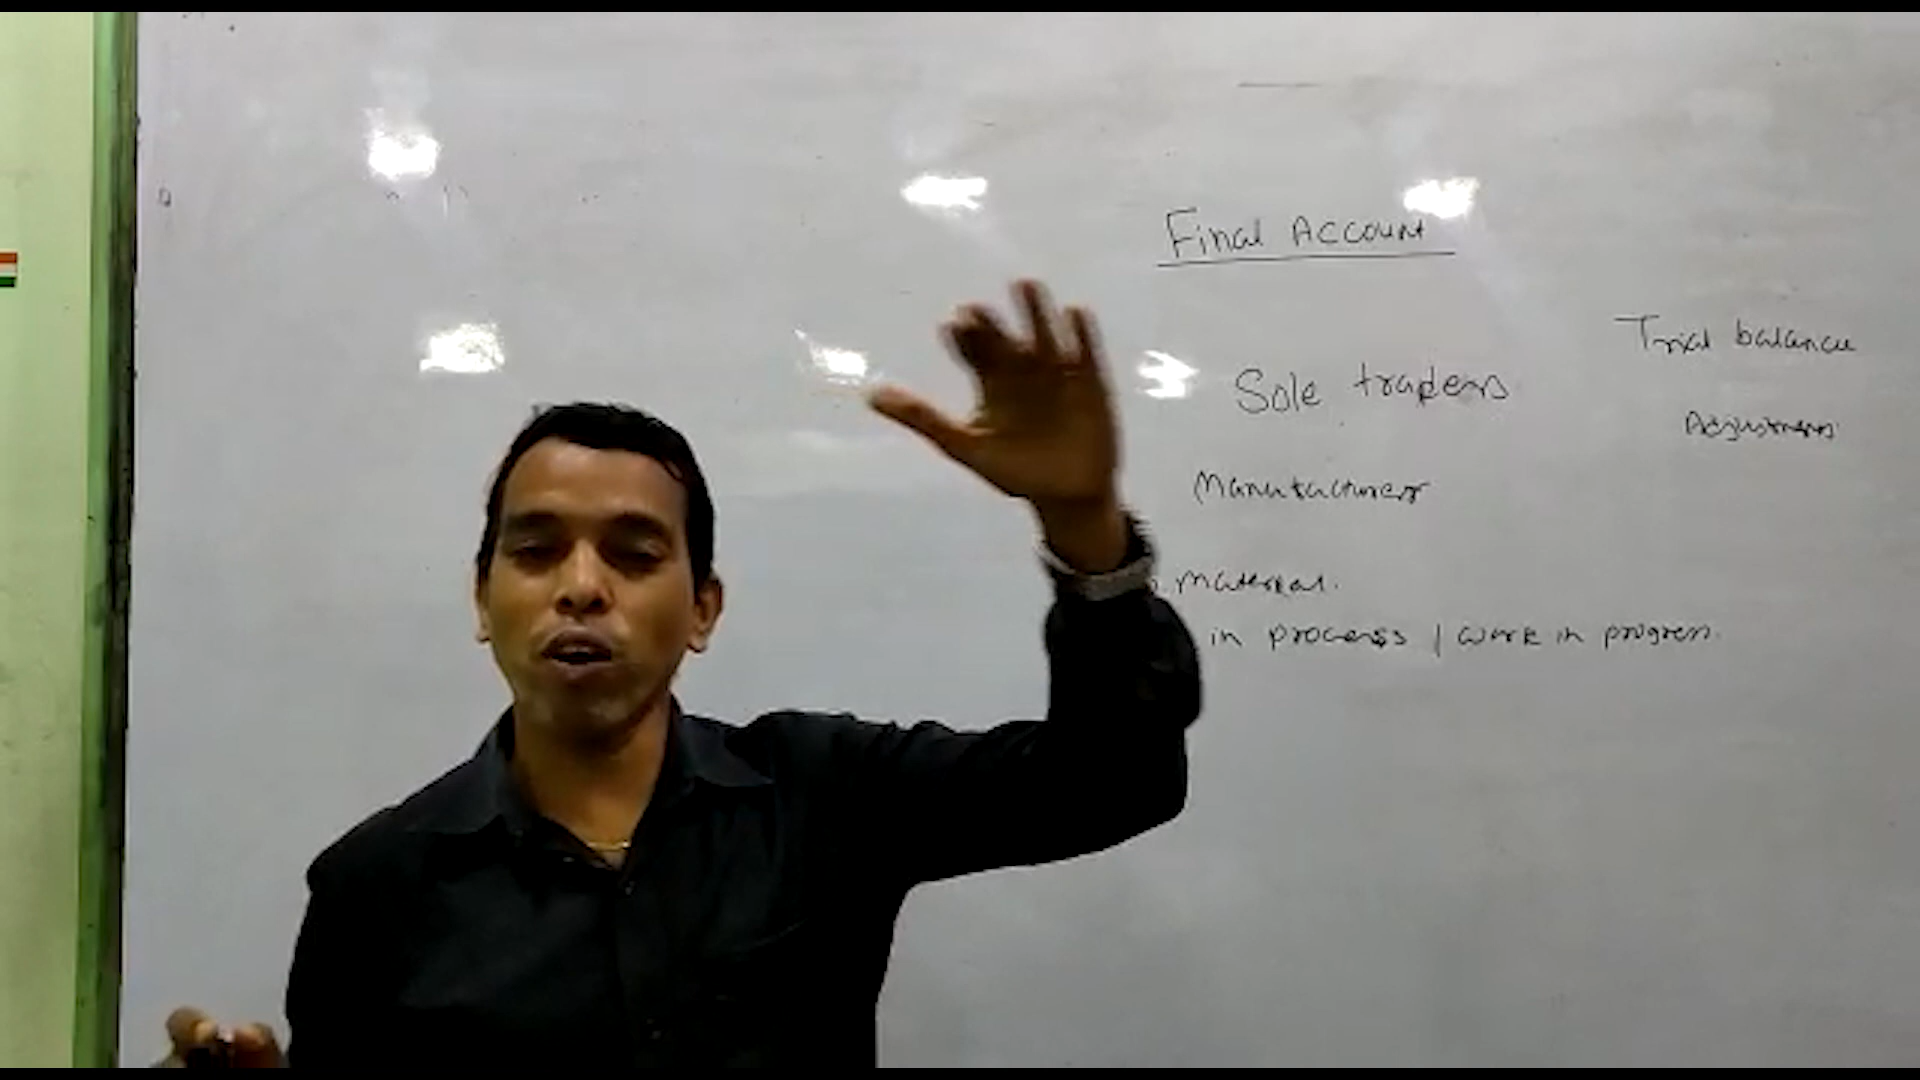 Final Account
Trial balance
Sole traders
Adjustments
Manufacturer
Material.
in process / work in progress.